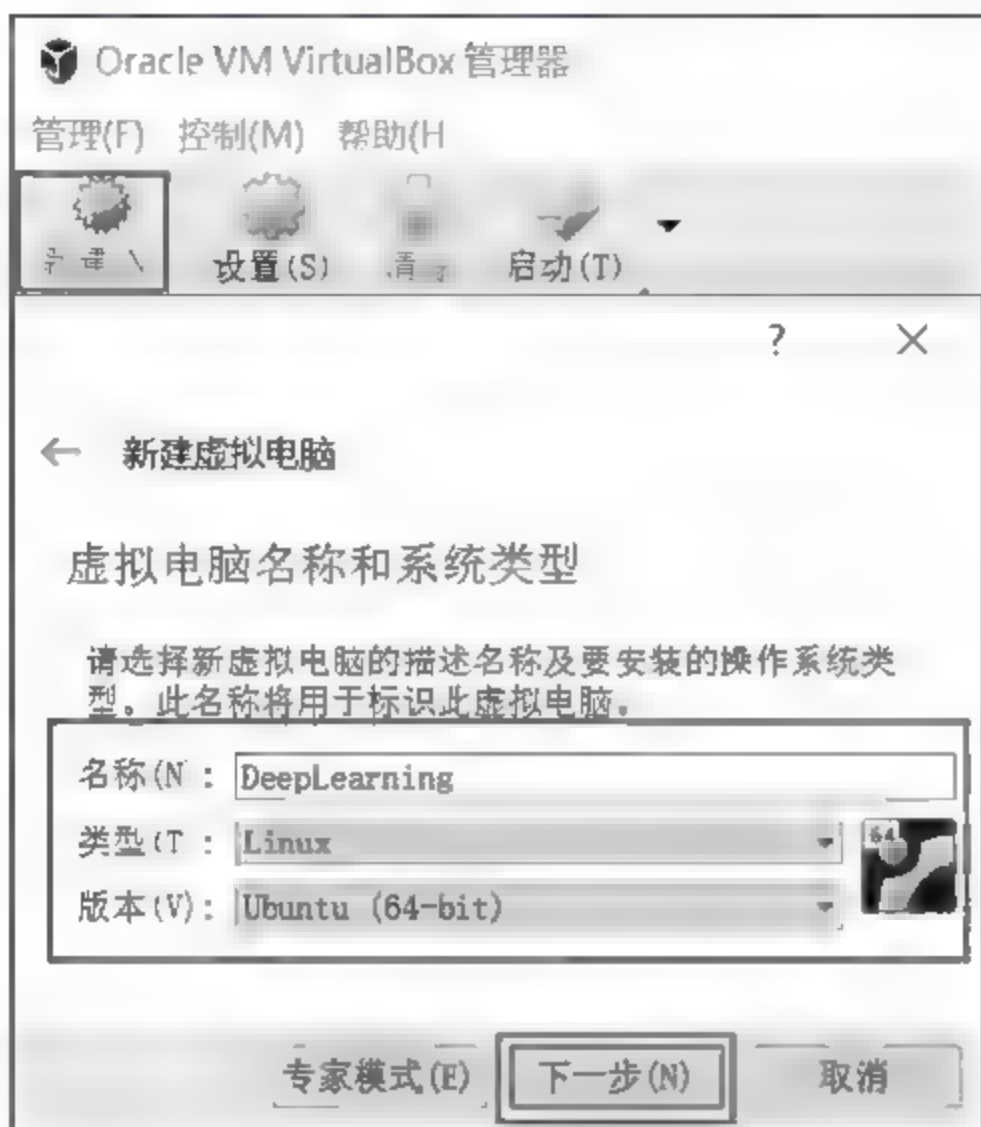 Oracle VM VirtualBox 管理器
管理(F) 控制(M) 帮助(H
设置(S) 启动(T)
?
新建虚拟电脑
虚拟电脑名称和系统类型
请选择新虚拟电脑的描述名称及要安装的操作系统类
型。此名称将用于标识此虚拟电脑。
名称(N : DeepLearning
类型(T : Linux
64
版本(V): Ubuntu (64-bit)
专家模式(E) 下一步(N) 取消